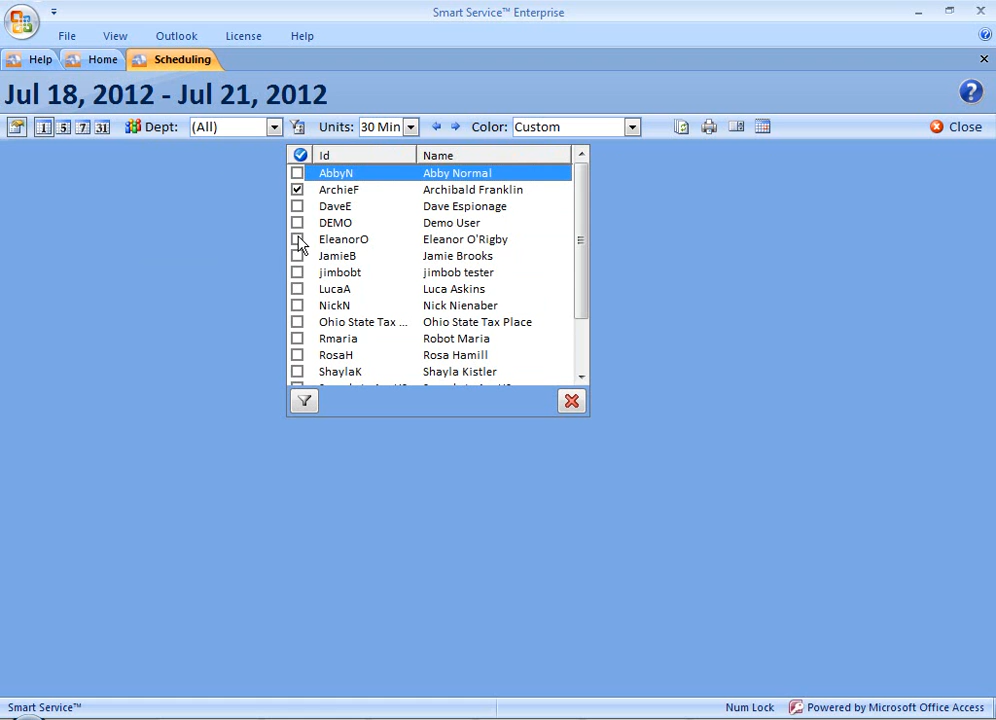 Smart Service™ Enterprise
File View Outlook License Help
Help Home Scheduling
Jul 18, 2012 - Jul 21, 2012
1 5 7 31 Dept: (All) Units: 30 Min Color: Custom Close
Id Name
AbbyN Abby Normal
ArchieF Archibald Franklin
DaveE Dave Espionage
DEMO Demo User
EleanorO Eleanor O'Rigby
JamieB Jamie Brooks
jimbobt jimbob tester
LucaA Luca Askins
NickN Nick Nienaber
Ohio State Tax ... Ohio State Tax Place
Rmaria Robot Maria
RosaH Rosa Hamill
ShaylaK Shayla Kistler
Smart Service™ Num Lock Powered by Microsoft Office Access